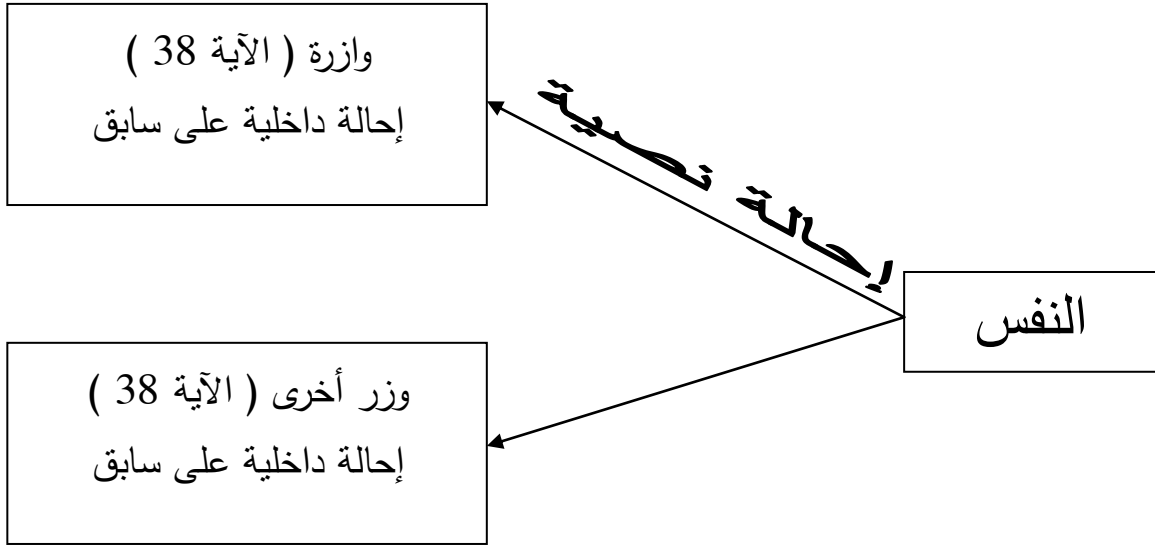 وازرة ( الآية 38 )
إحالة داخلية على سابق
إحالة نصية
النفس
وزر أخرى ( الآية 38 )
إحالة داخلية على سابق